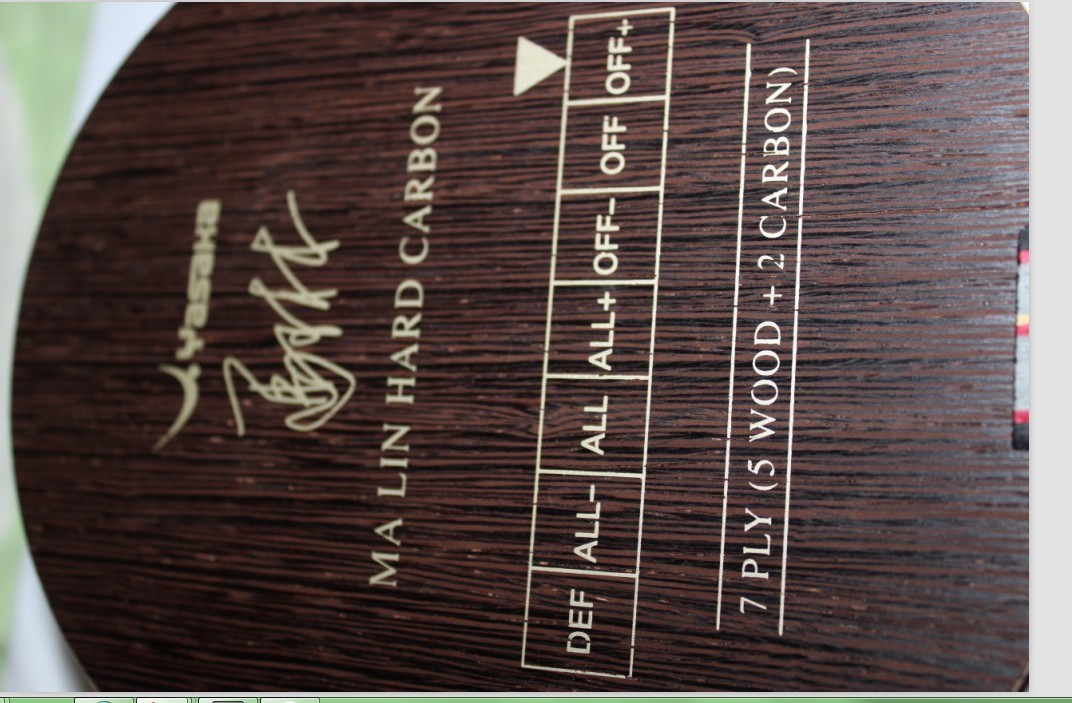 Yasaka
MA LIN HARD CARBON
DEF ALL- ALL ALL+ OFF- OFF OFF+
7 PLY (5 WOOD + 2 CARBON)